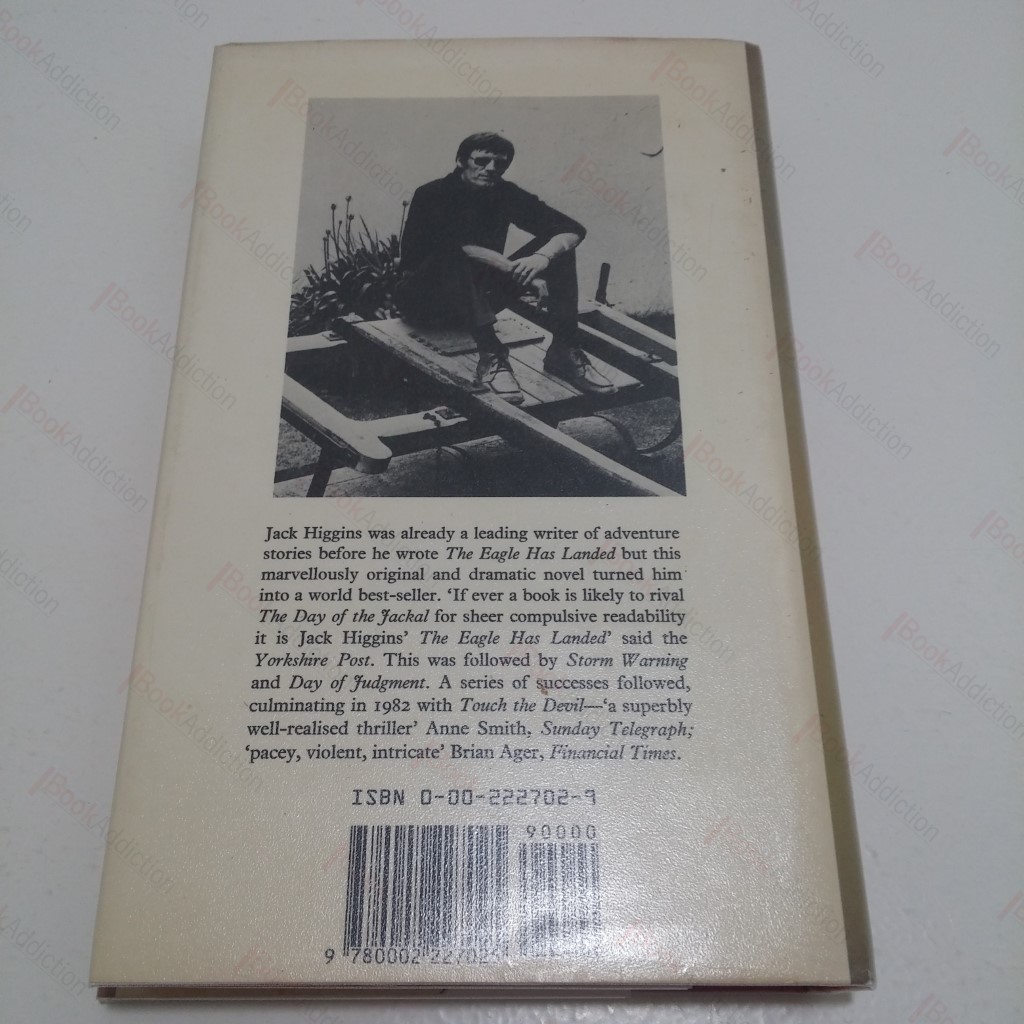 Jack Higgins was already a leading writer of adventure
stories before he wrote The Eagle Has Landed but this
marvellously original and dramatic novel turned him
into a world best-seller. ‘If ever a book is likely to rival
The Day of the Jackal for sheer compulsive readability
it is Jack Higgins’ The Eagle Has Landed’ said the
Yorkshire Post. This was followed by Storm Warning
and Day of Judgment. A series of successes followed,
culminating in 1982 with Touch the Devil—‘a superbly
well-realised thriller’ Anne Smith, Sunday Telegraph;
‘pacey, violent, intricate’ Brian Ager, Financial Times.
ISBN 0-00-222702-9
90000
9 780002 227024
BookAddiction